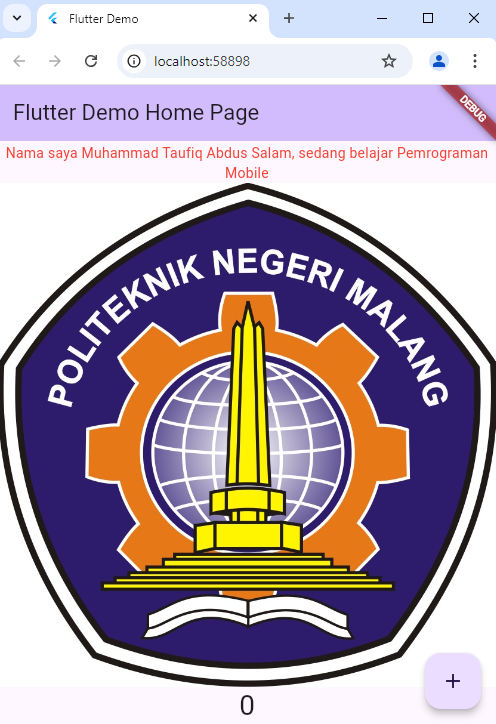 Flutter Demo
localhost:58898
Flutter Demo Home Page
DEBUG
Nama saya Muhammad Taufiq Abdus Salam, sedang belajar Pemrograman
Mobile
POLITEKNIK NEGERI MALANG
0